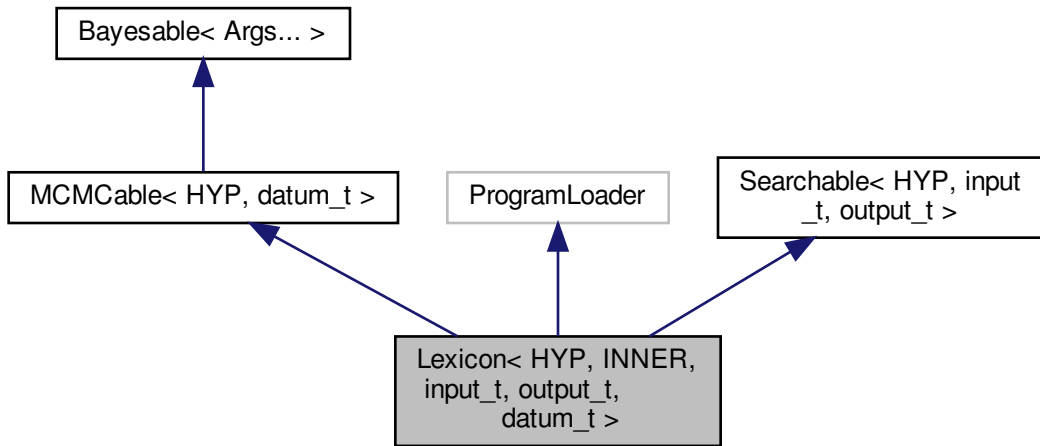 Bayesable< Args... >
MCMCable< HYP, datum_t >
ProgramLoader
Searchable< HYP, input
_t, output_t >
Lexicon< HYP, INNER,
input_t, output_t,
datum_t >